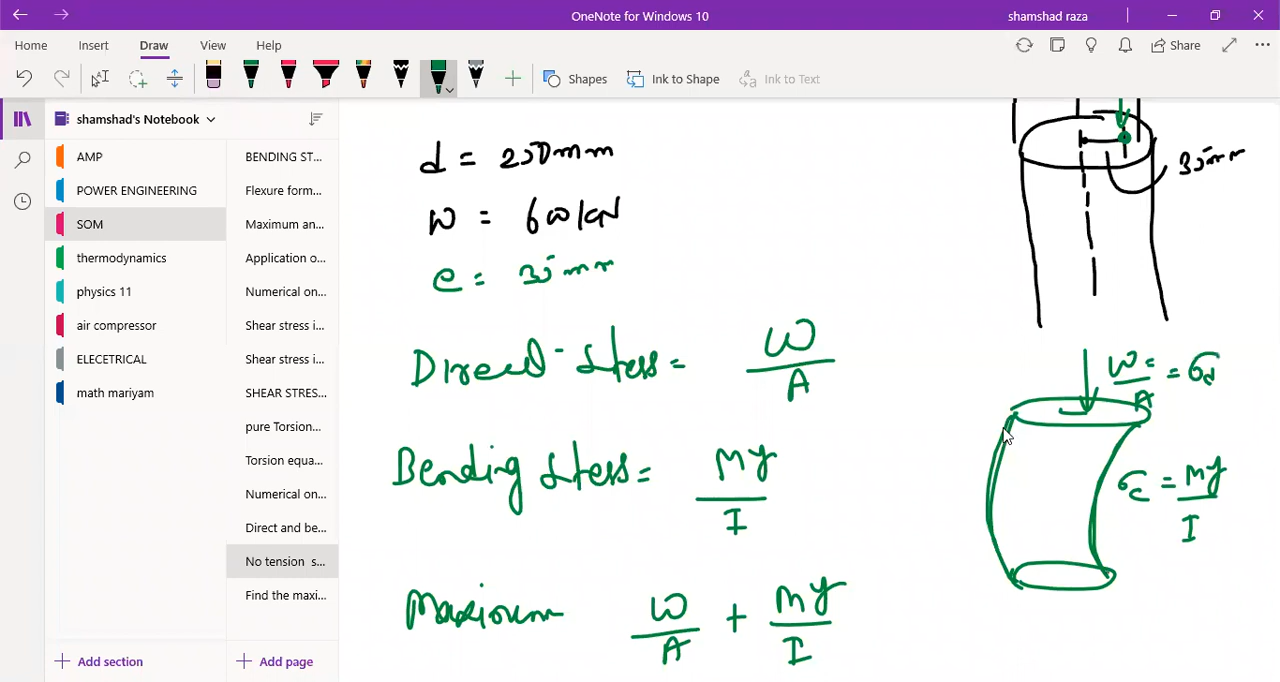 OneNote for Windows 10
shamshad raza
Home Insert Draw View Help
Share
Shapes Ink to Shape Ink to Text
shamshad's Notebook
AMP
POWER ENGINEERING
SOM
thermodynamics
physics 11
air compressor
ELECETRICAL
math mariyam
Add section
BENDING ST...
Flexure form...
Maximum an...
Application o...
Numerical on...
Shear stress i...
Shear stress i...
SHEAR STRES...
pure Torsion...
Torsion equa...
Numerical on...
Direct and be...
No tension s...
Find the maxi...
Add page
d = 200mm
W = 600kN
e = 35mm
Direct stess = W/A
Bending stess = My/I
Maximum W/A + My/I
35mm
W/A = σd
σc = My/I